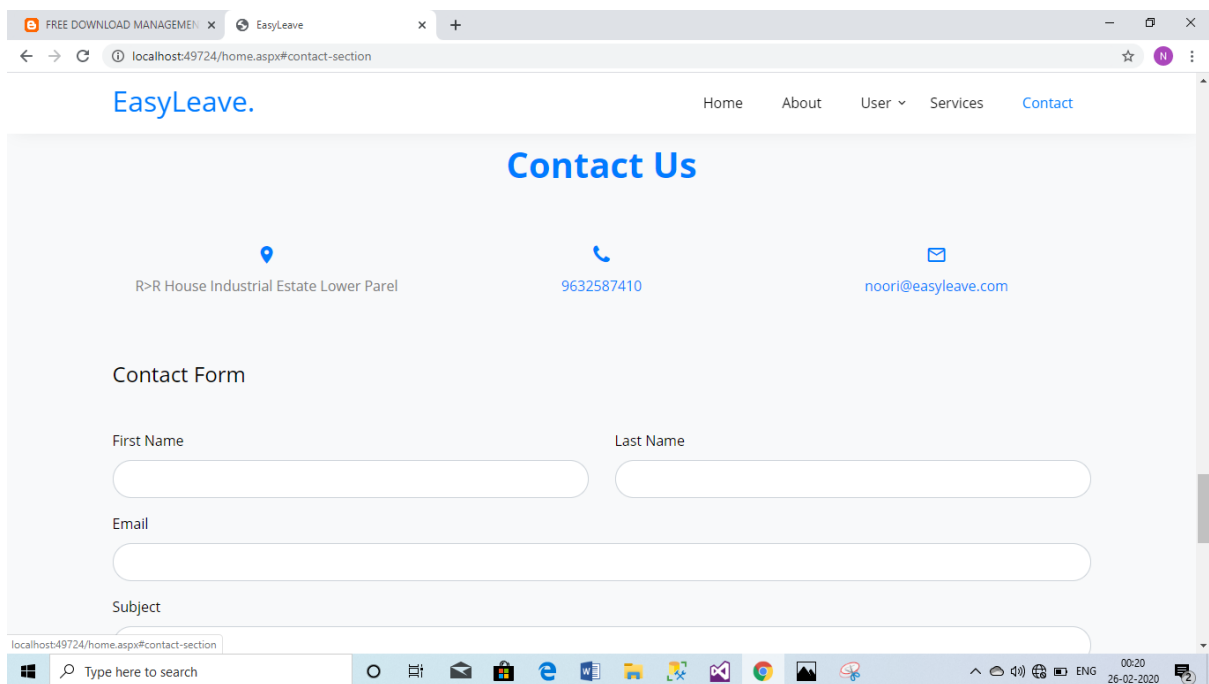 FREE DOWNLOAD MANAGEMEN
EasyLeave
localhost:49724/home.aspx#contact-section
N
EasyLeave.
Home About User Services Contact
Contact Us
R>R House Industrial Estate Lower Parel
9632587410
noori@easyleave.com
Contact Form
First Name Last Name
Email
Subject
localhost:49724/home.aspx#contact-section
Type here to search
ENG
00:20
26-02-2020
2